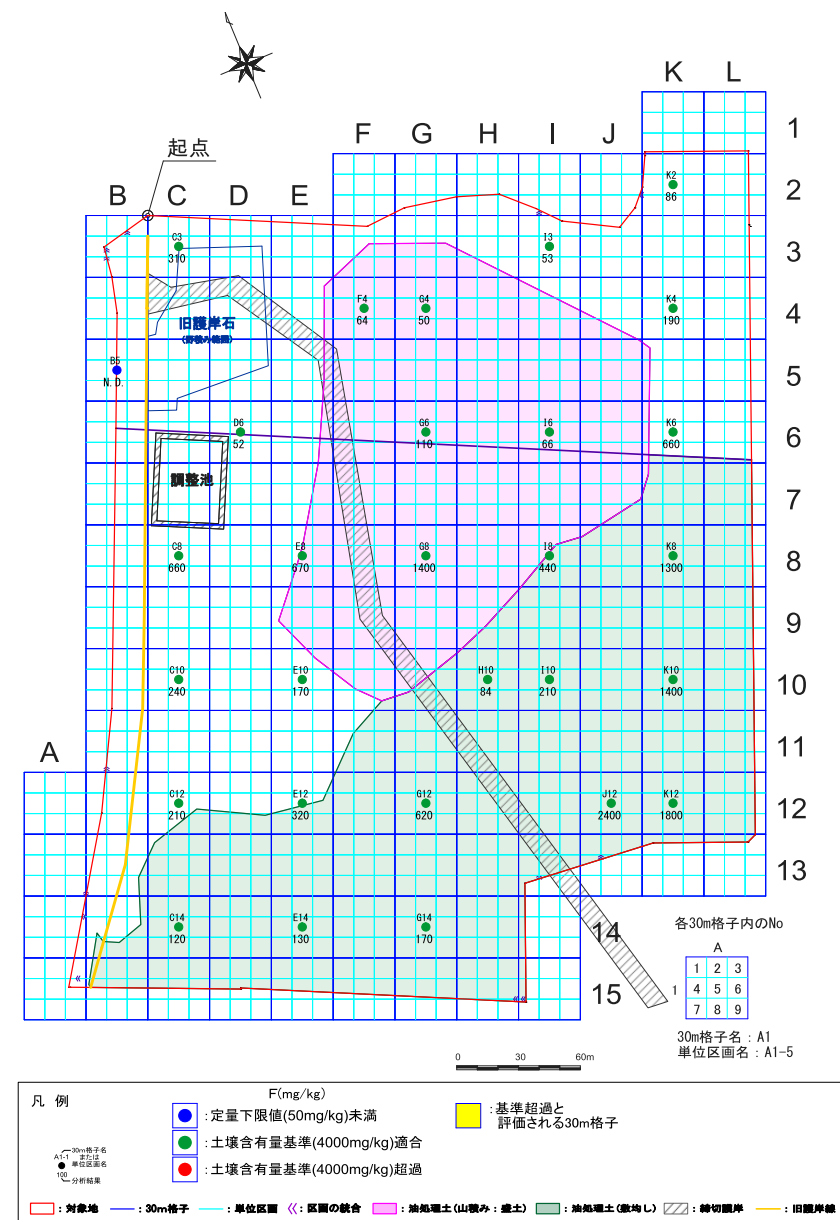 K L
1
F G H I J
起点
2
K2
86
B C D E
C3
310
I3
53
3
F4
64
G4
50
K4
190
4
旧護岸石
B5
N.D.
5
D6
52
G6
110
I6
66
K6
660
6
調整池
7
C8
660
E8
670
G8
1400
I8
440
K8
1300
8
9
C10
240
E10
170
H10
84
I10
210
K10
1400
10
11
A
C12
210
E12
320
G12
620
J12
2400
K12
1800
12
13
C14
120
E14
130
G14
170
14
15
各30m格子内のNo
A
1 2 3
1 4 5 6
7 8 9
30m格子名：A1
単位区画名：A1-5
0 30 60m
凡 例
F(mg/kg)
：定量下限値(50mg/kg)未満
：土壌含有量基準(4000mg/kg)適合
：土壌含有量基準(4000mg/kg)超過
：基準超過と
評価される30m格子
30m格子名
または
単位区画名
A1-1
100
分析結果
：対象地
：30m格子
：単位区画
：区画の統合
：油処理土(山積み：盛土)
：油処理土(敷均し)
：締切護岸
：旧護岸線